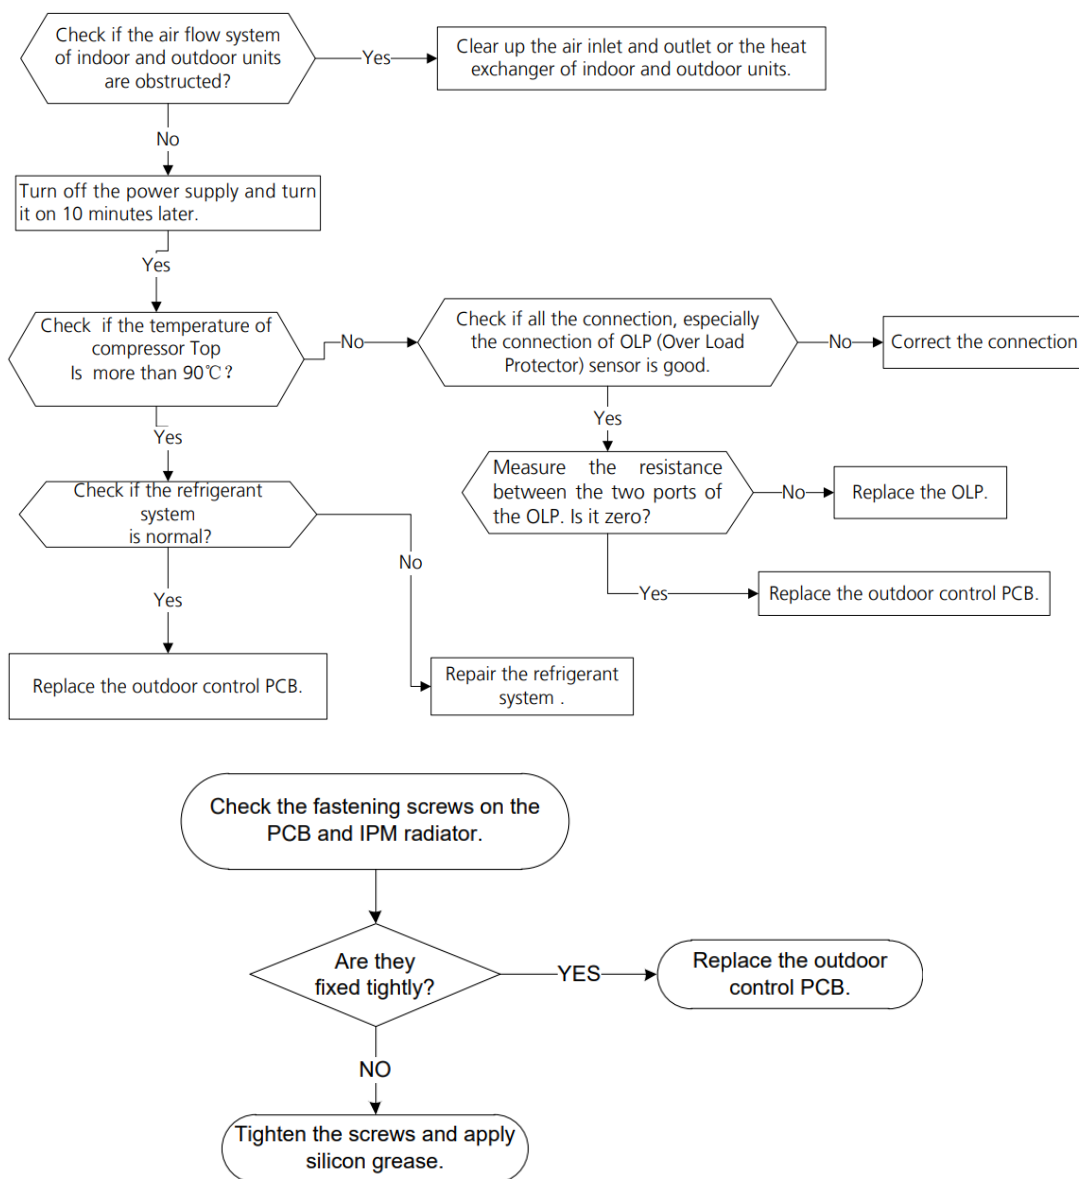 Check if the air flow system
of indoor and outdoor units
are obstructed?
Yes
Clear up the air inlet and outlet or the heat
exchanger of indoor and outdoor units.
No
Turn off the power supply and turn
it on 10 minutes later.
Yes
Check if the temperature of
compressor Top
Is more than 90℃?
No
Check if all the connection, especially
the connection of OLP (Over Load
Protector) sensor is good.
No
Correct the connection
Yes
Yes
Measure the resistance
between the two ports of
the OLP. Is it zero?
No
Replace the OLP.
Check if the refrigerant
system
is normal?
No
Yes
Replace the outdoor control PCB.
Yes
Replace the outdoor control PCB.
Repair the refrigerant
system .
Check the fastening screws on the
PCB and IPM radiator.
Are they
fixed tightly?
YES
Replace the outdoor
control PCB.
NO
Tighten the screws and apply
silicon grease.